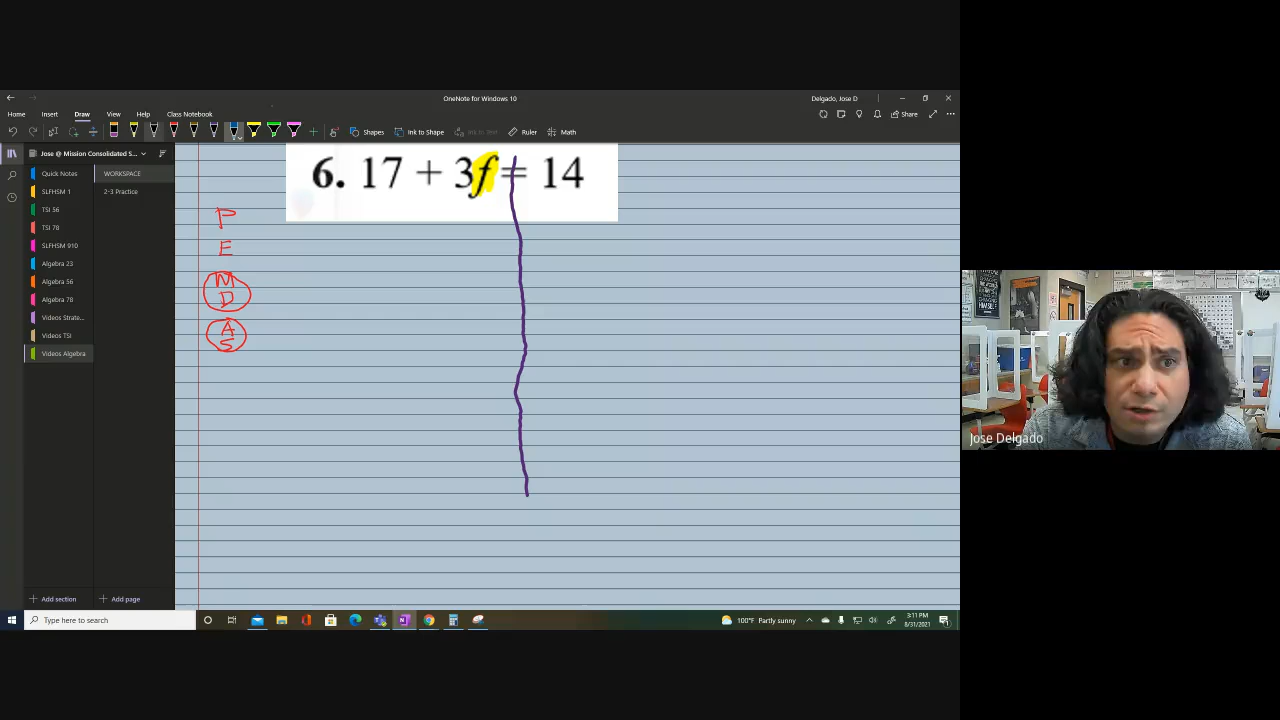 OneNote for Windows 10
Delgado, Jose D
Home Insert Draw View Help Class Notebook
Share
Shapes Ink to Shape Ink to Text Ruler Math
Jose @ Mission Consolidated S...
Quick Notes
SLFHSM 1
TSI 56
TSI 78
SLFHSM 910
Algebra 23
Algebra 56
Algebra 78
Videos Strate...
Videos TSI
Videos Algebra
WORKSPACE
2-3 Practice
6. 17 + 3f = 14
P
E
M
D
A
S
Jose Delgado
Add section
Add page
Type here to search
100°F Partly sunny
3:11 PM
8/31/2021